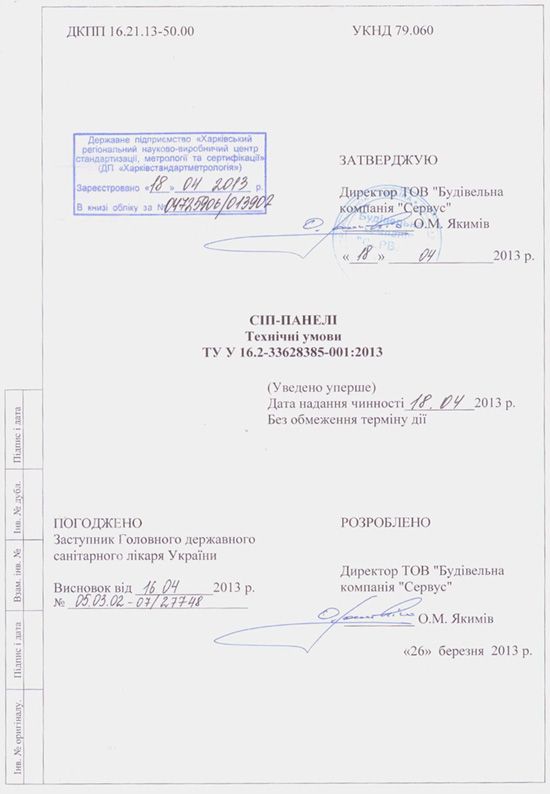 ДКПП 16.21.13-50.00
УКНД 79.060
Державне підприємство «Харківський
регіональний науково-виробничий центр
стандартизації, метрології та сертифікації»
(ДП «Харківстандартметрологія»)
Зареєстровано «18» 04 2013 р.
В книзі обліку за № 04725906/013902
ЗАТВЕРДЖУЮ
Директор ТОВ "Будівельна
компанія "Сервус"
О.М. Якимів
« 18 » 04 2013 р.
СІП-ПАНЕЛІ
Технічні умови
ТУ У 16.2-33628385-001:2013
(Уведено уперше)
Дата надання чинності 18.04 2013 р.
Без обмеження терміну дії
ПОГОДЖЕНО
Заступник Головного державного
санітарного лікаря України
Висновок від 16 04 2013 р.
№ 05.03.02-07/27748
РОЗРОБЛЕНО
Директор ТОВ "Будівельна
компанія "Сервус"
О.М. Якимів
«26» березня 2013 р.
Підпис і дата
Інв. № дубл.
Взам. інв. №
Підпис і дата
Інв. № оригіналу.